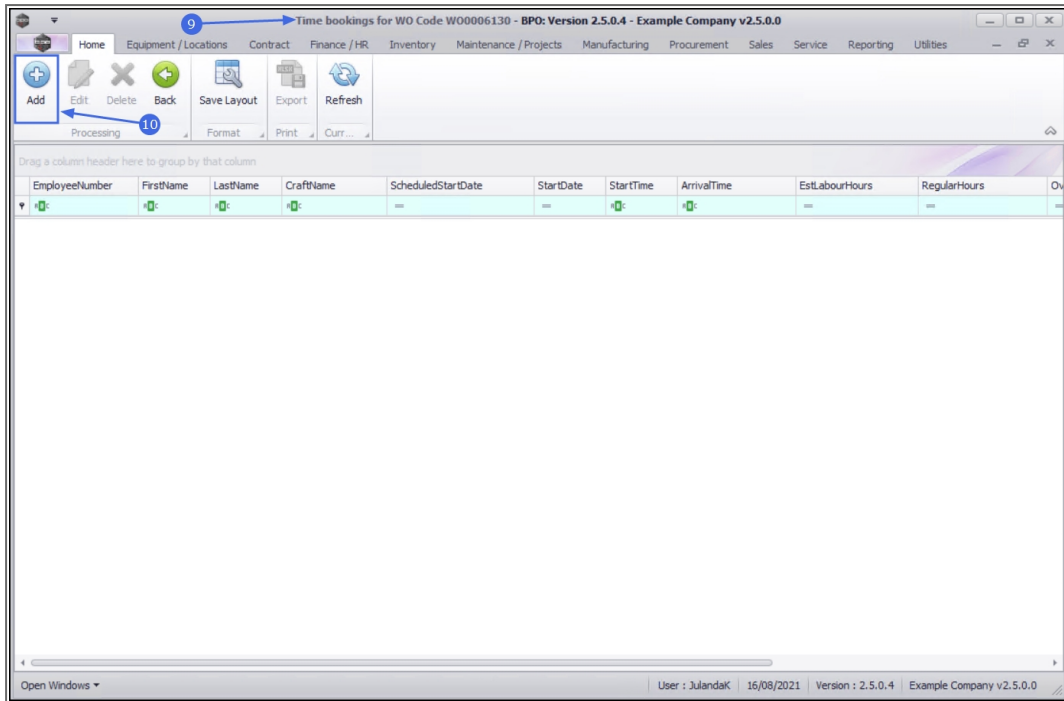 9
Time bookings for WO Code WO0006130 - BPO: Version 2.5.0.4 - Example Company v2.5.0.0
Home Equipment / Locations Contract Finance / HR Inventory Maintenance / Projects Manufacturing Procurement Sales Service Reporting Utilities
Add Edit Delete Back Save Layout Export Refresh
10
Processing Format Print Curr...
Drag a column header here to group by that column
EmployeeNumber FirstName LastName CraftName ScheduledStartDate StartDate StartTime ArrivalTime EstLabourHours RegularHours Ov
Open Windows User : JulandaK 16/08/2021 Version : 2.5.0.4 Example Company v2.5.0.0